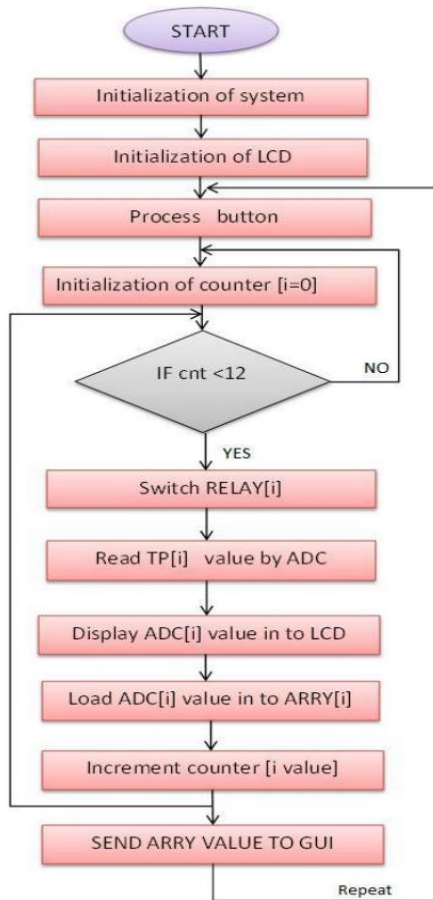 START
Initialization of system
Initialization of LCD
Process button
Initialization of counter [i=0]
IF cnt <12
NO
YES
Switch RELAY[i]
Read TP[i] value by ADC
Display ADC[i] value in to LCD
Load ADC[i] value in to ARRY[i]
Increment counter [i value]
SEND ARRY VALUE TO GUI
Repeat